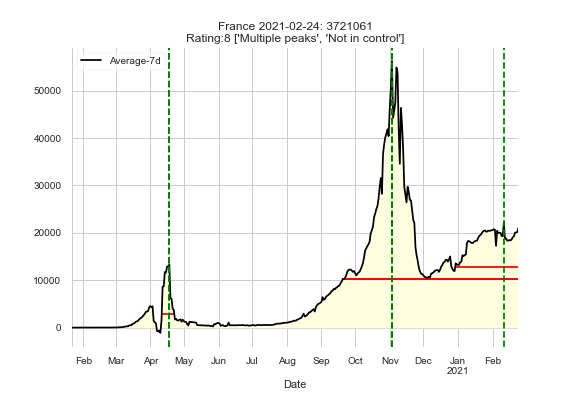 France 2021-02-24: 3721061
Rating:8 ['Multiple peaks', 'Not in control']
Average-7d
50000
40000
30000
20000
10000
0
Feb Mar Apr May Jun Jul Aug Sep Oct Nov Dec Jan Feb
2021
Date